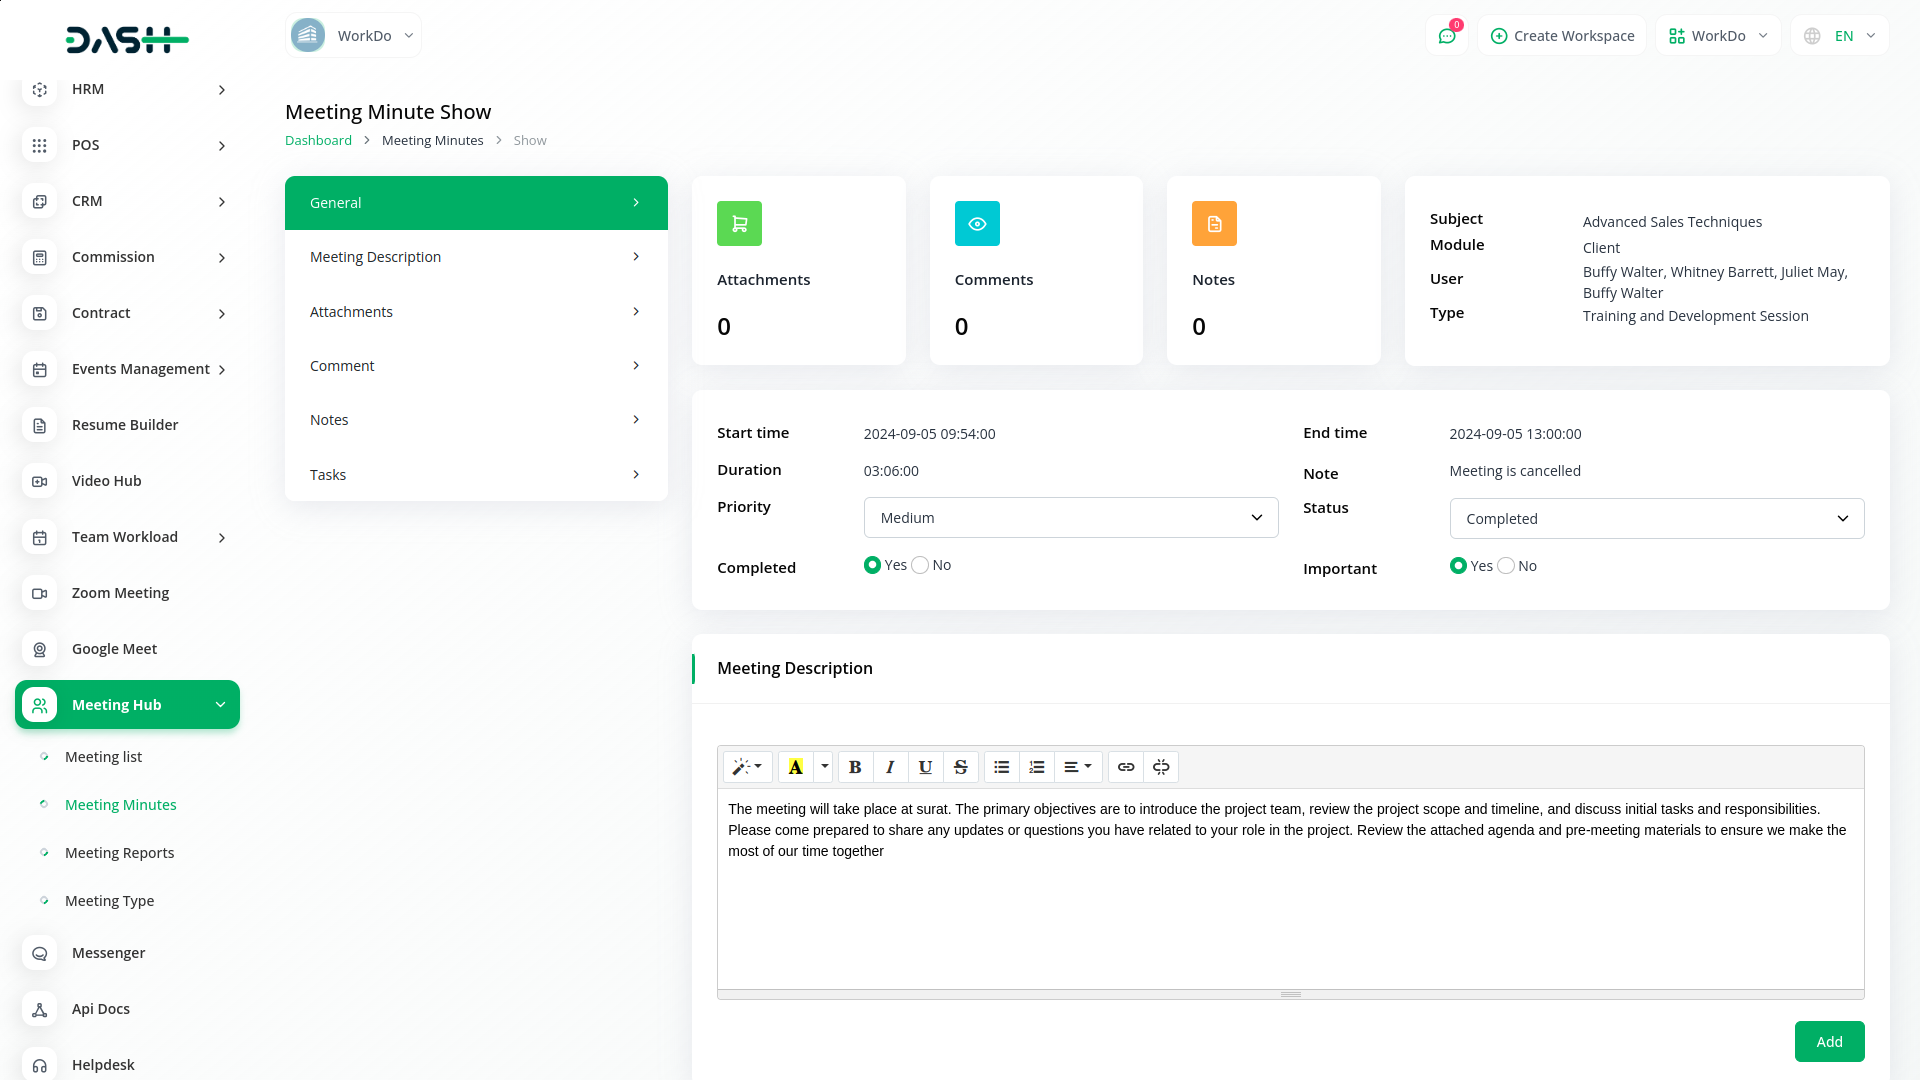 DASH
WorkDo
0
Create Workspace
WorkDo
EN
HRM
POS
CRM
Commission
Contract
Events Management
Resume Builder
Video Hub
Team Workload
Zoom Meeting
Google Meet
Meeting Hub
Meeting list
Meeting Minutes
Meeting Reports
Meeting Type
Messenger
Api Docs
Helpdesk
Meeting Minute Show
Dashboard > Meeting Minutes > Show
General
Meeting Description
Attachments
Comment
Notes
Tasks
Attachments
0
Comments
0
Notes
0
Subject Advanced Sales Techniques
Module Client
User Buffy Walter, Whitney Barrett, Juliet May,
Buffy Walter
Type Training and Development Session
Start time 2024-09-05 09:54:00
End time 2024-09-05 13:00:00
Duration 03:06:00
Note Meeting is cancelled
Priority Medium
Status Completed
Completed Yes No
Important Yes No
Meeting Description
A B I U S
The meeting will take place at surat. The primary objectives are to introduce the project team, review the project scope and timeline, and discuss initial tasks and responsibilities.
Please come prepared to share any updates or questions you have related to your role in the project. Review the attached agenda and pre-meeting materials to ensure we make the
most of our time together
Add